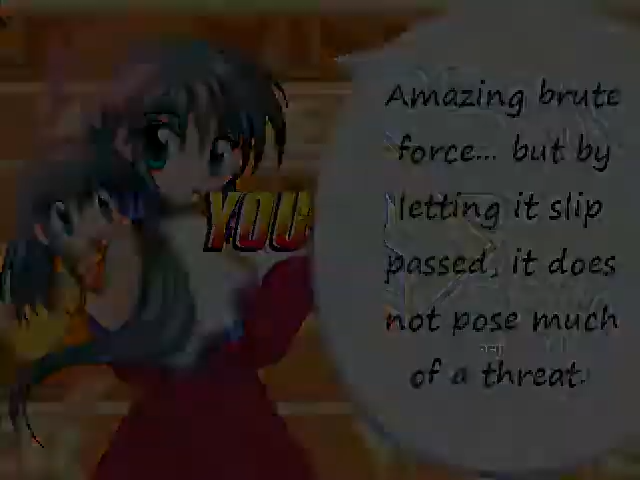 YOU
Amazing brute
force... but by
letting it slip
passed, it does
not pose much
of a threat.